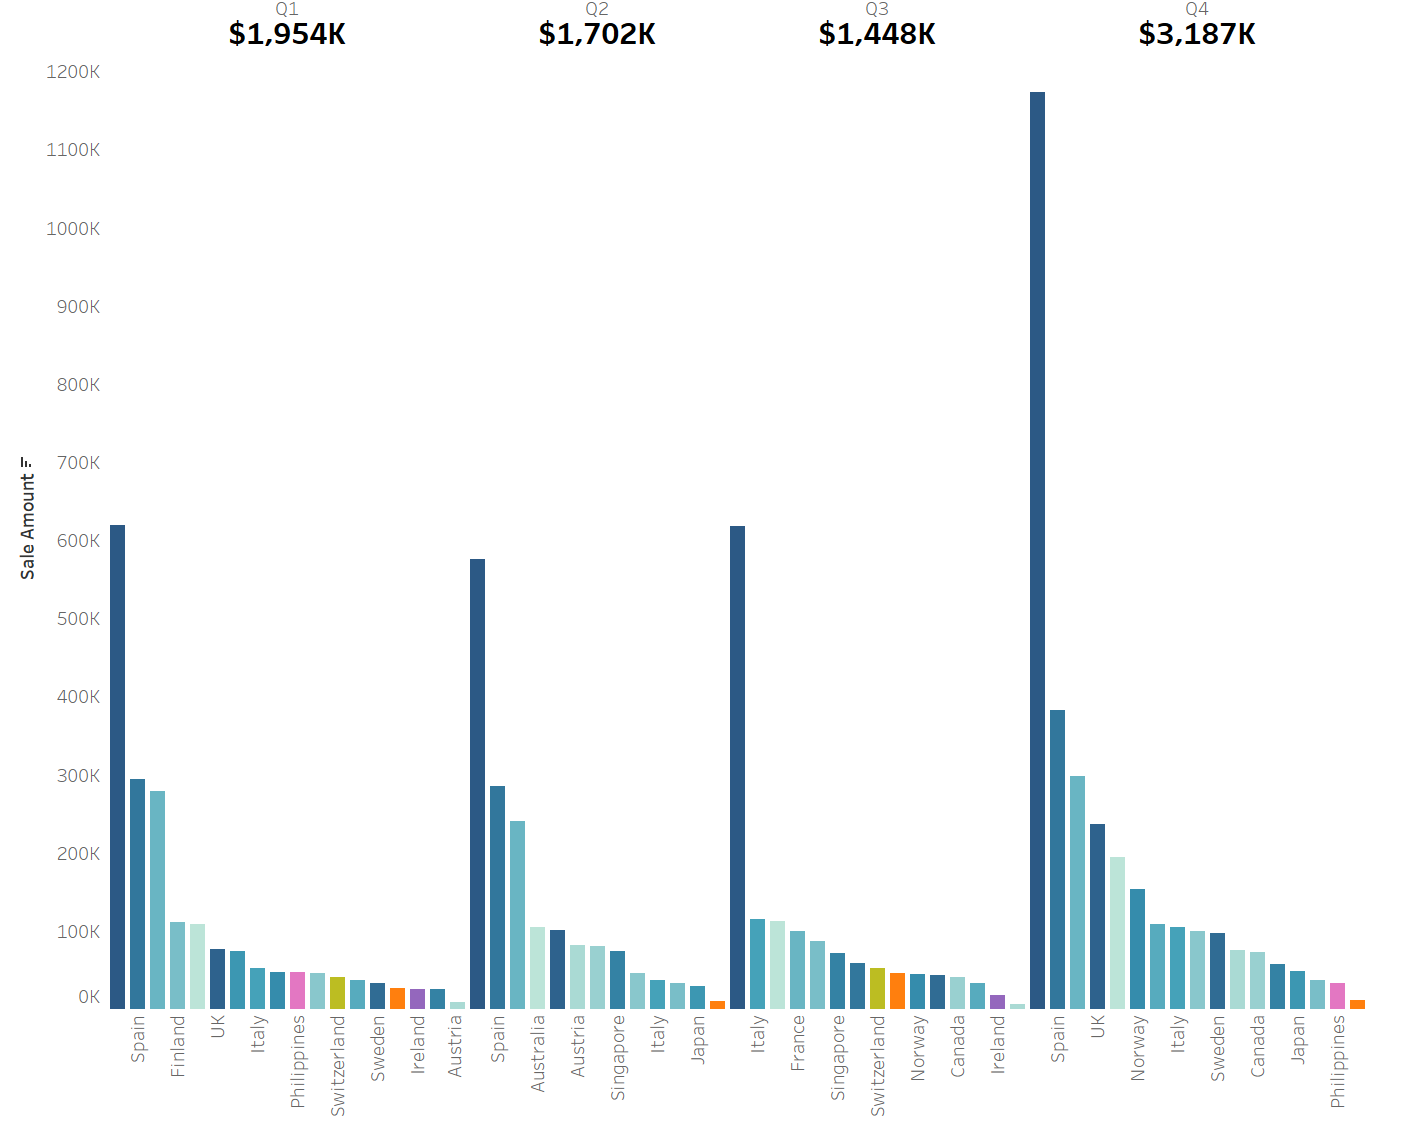 Q1 Q2 Q3 Q4
$1,954K $1,702K $1,448K $3,187K
1200K
1100K
1000K
900K
800K
700K
600K
500K
400K
300K
200K
100K
0K
Sale Amount
Spain
Finland
UK
Italy
Philippines
Switzerland
Sweden
Ireland
Austria
Spain
Australia
Austria
Singapore
Italy
Japan
Italy
France
Singapore
Switzerland
Norway
Canada
Ireland
Spain
UK
Norway
Italy
Sweden
Canada
Japan
Philippines